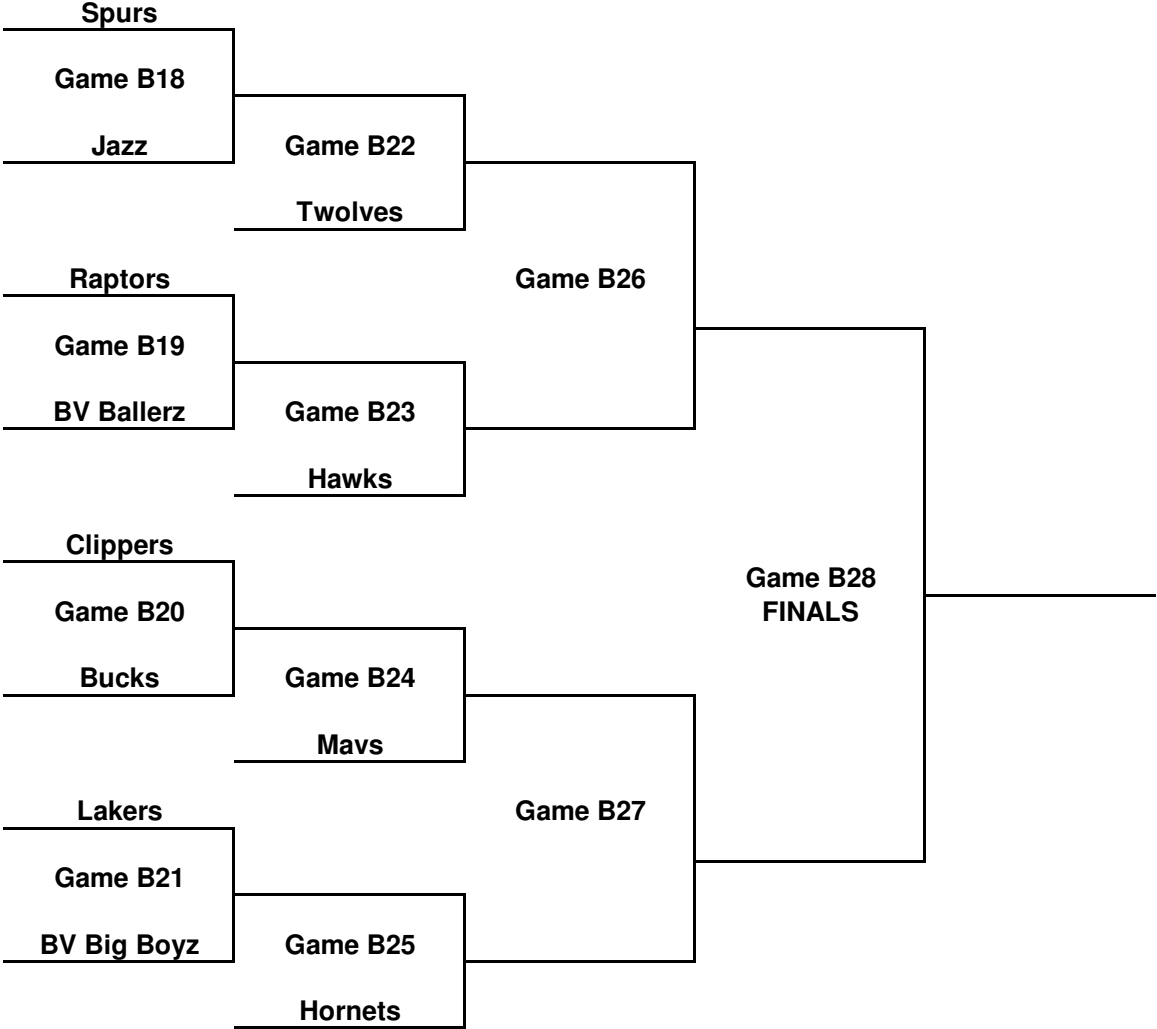 Spurs
Game B18
Jazz
Game B22
Twolves
Raptors
Game B26
Game B19
BV Ballerz
Game B23
Hawks
Clippers
Game B28
FINALS
Game B20
Bucks
Game B24
Mavs
Lakers
Game B27
Game B21
BV Big Boyz
Game B25
Hornets